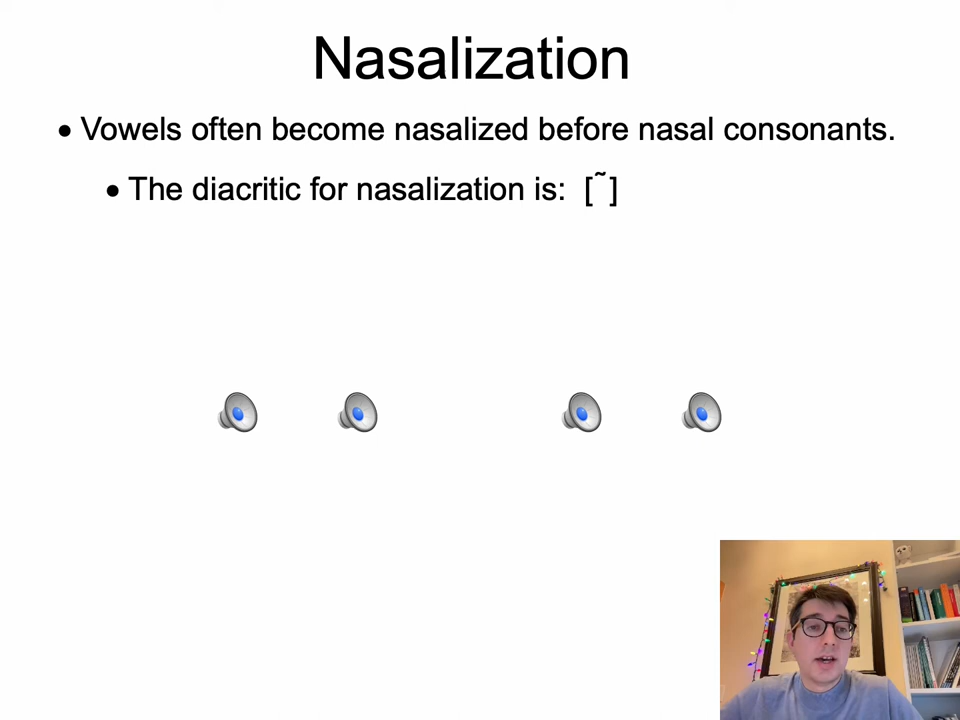 Nasalization
• Vowels often become nasalized before nasal consonants.
• The diacritic for nasalization is: [˜]